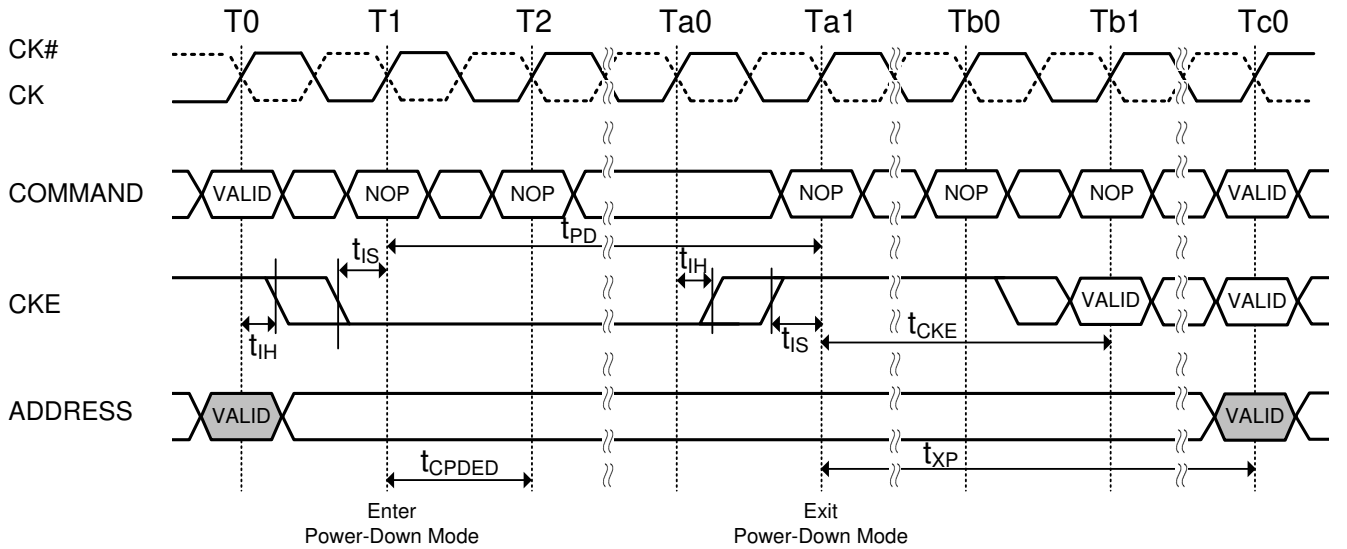 T0 T1 T2 Ta0 Ta1 Tb0 Tb1 Tc0
CK#
CK
COMMAND VALID NOP NOP NOP NOP NOP VALID
tPD
tIS tIH
CKE VALID VALID
tIH tIS tCKE
ADDRESS VALID VALID
tCPDED tXP
Enter Exit
Power-Down Mode Power-Down Mode